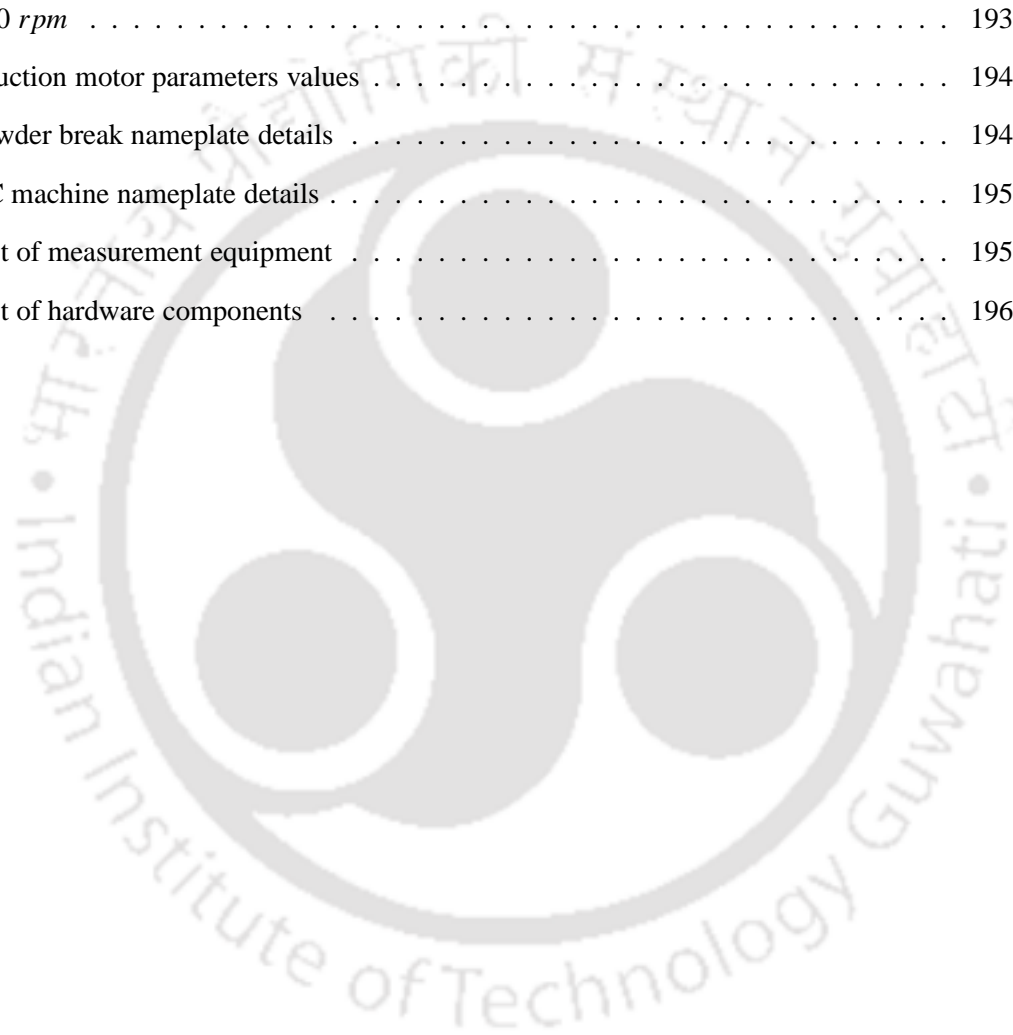 0 rpm . . . . . . . . . . . . . . . . . . . . . . . . . . . . . . . . . . . . . . . . . 193
uction motor parameters values . . . . . . . . . . . . . . . . . . . . . . . . . . . 194
wder break nameplate details . . . . . . . . . . . . . . . . . . . . . . . . . . . . 194
C machine nameplate details . . . . . . . . . . . . . . . . . . . . . . . . . . . . . 195
t of measurement equipment . . . . . . . . . . . . . . . . . . . . . . . . . . . . 195
t of hardware components . . . . . . . . . . . . . . . . . . . . . . . . . . . . . 196
भारतीय प्रौद्योगिकी संस्थान गुवाहाटी
Indian Institute of Technology Guwahati